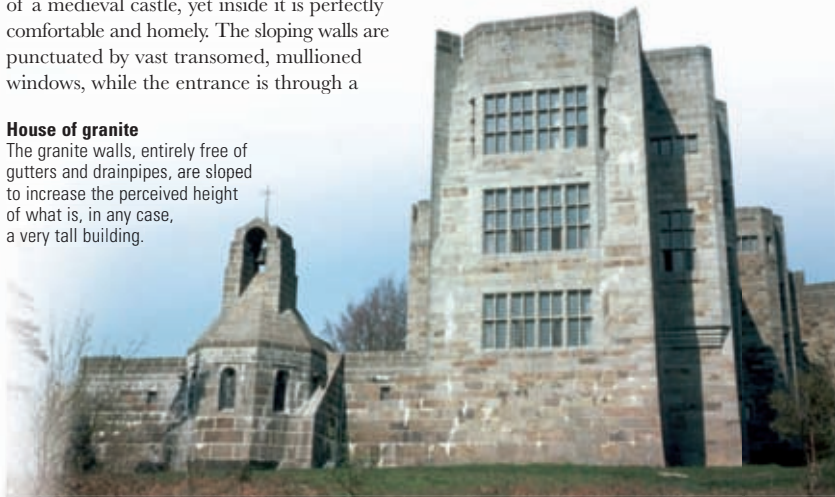 of a medieval castle, yet inside it is perfectly
comfortable and homely. The sloping walls are
punctuated by vast transomed, mullioned
windows, while the entrance is through a
House of granite
The granite walls, entirely free of
gutters and drainpipes, are sloped
to increase the perceived height
of what is, in any case,
a very tall building.